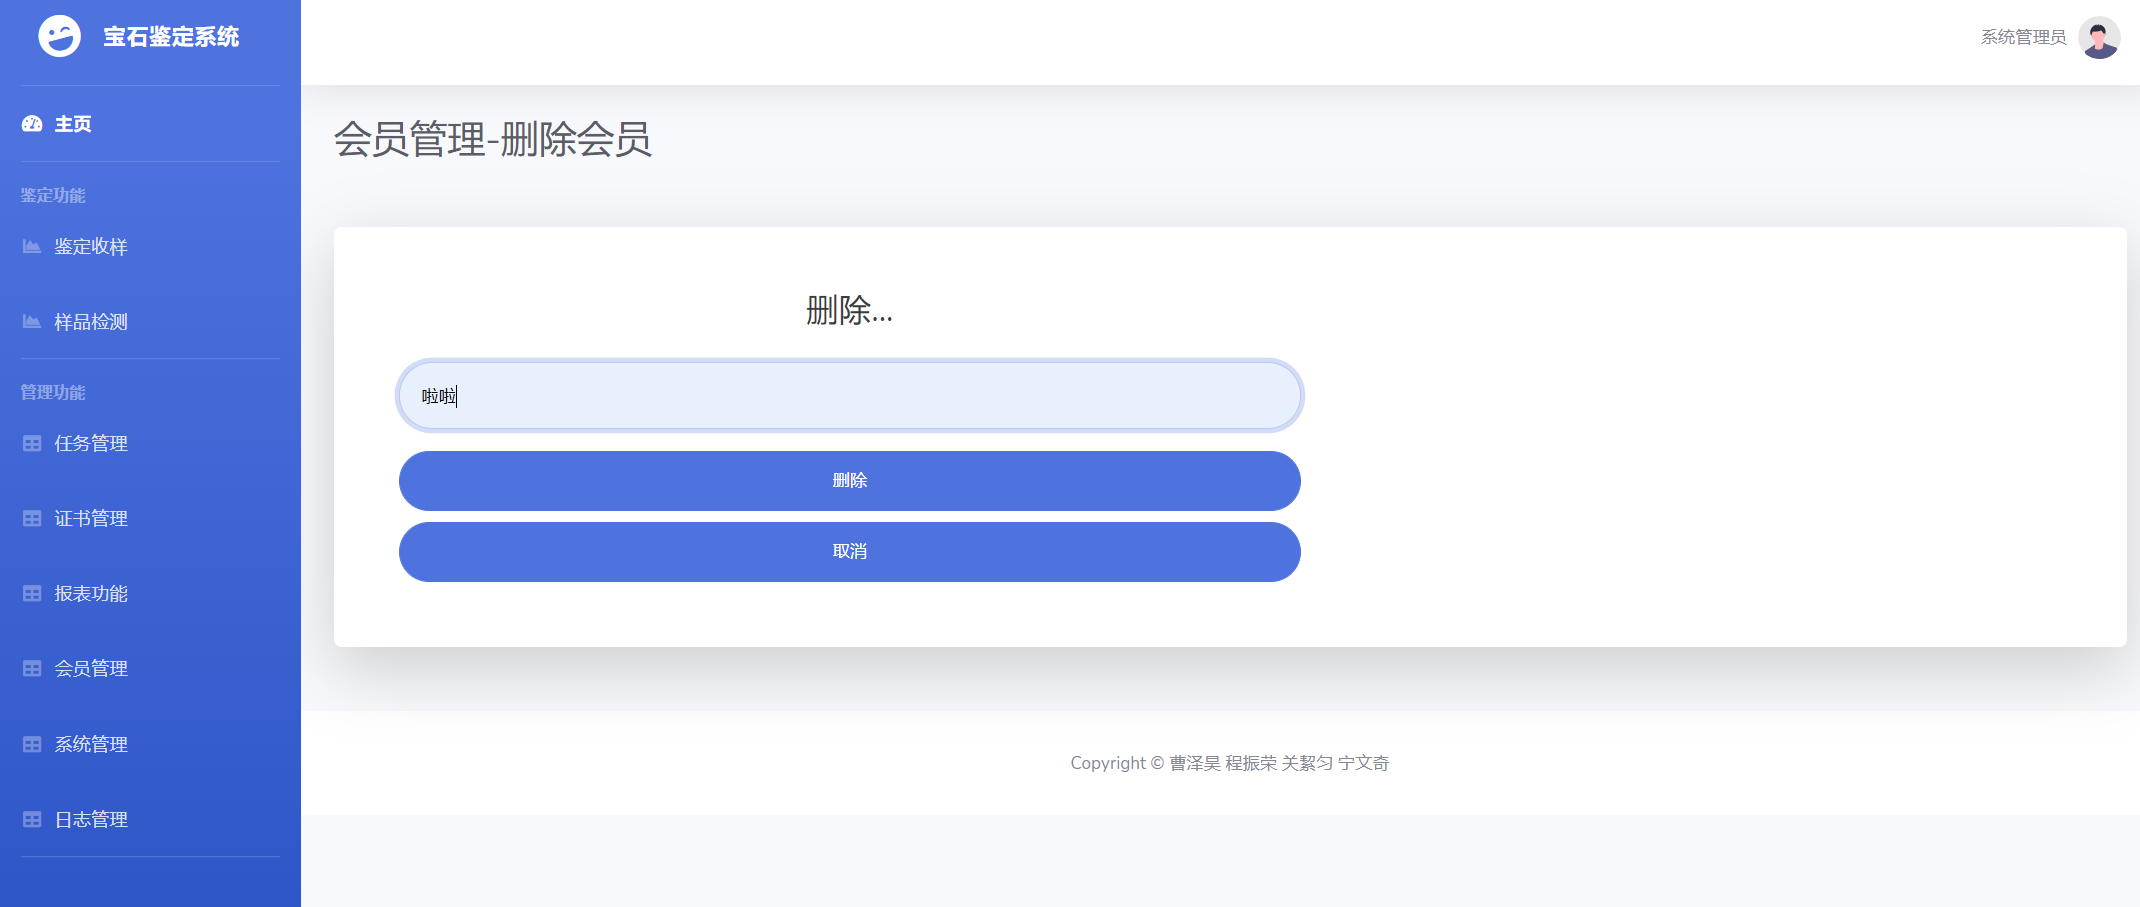 宝石鉴定系统
系统管理员
主页
鉴定功能
鉴定收样
样品检测
管理功能
任务管理
证书管理
报表功能
会员管理
系统管理
日志管理
会员管理-删除会员
删除...
啦啦
删除
取消
Copyright © 曹泽昊 程振荣 关絮匀 宁文奇